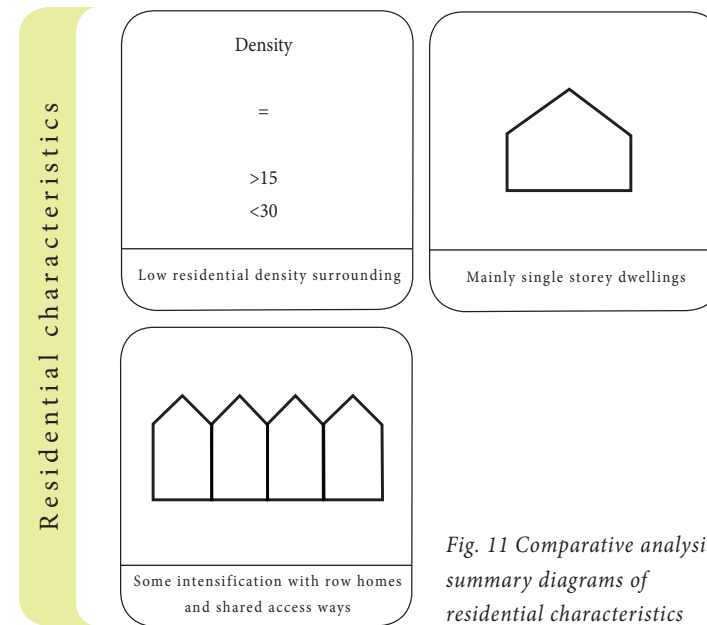 Residential characteristics
Density
=
>15
<30
Low residential density surrounding
Mainly single storey dwellings
Some intensification with row homes
and shared access ways
Fig. 11 Comparative analysi
summary diagrams of
residential characteristics